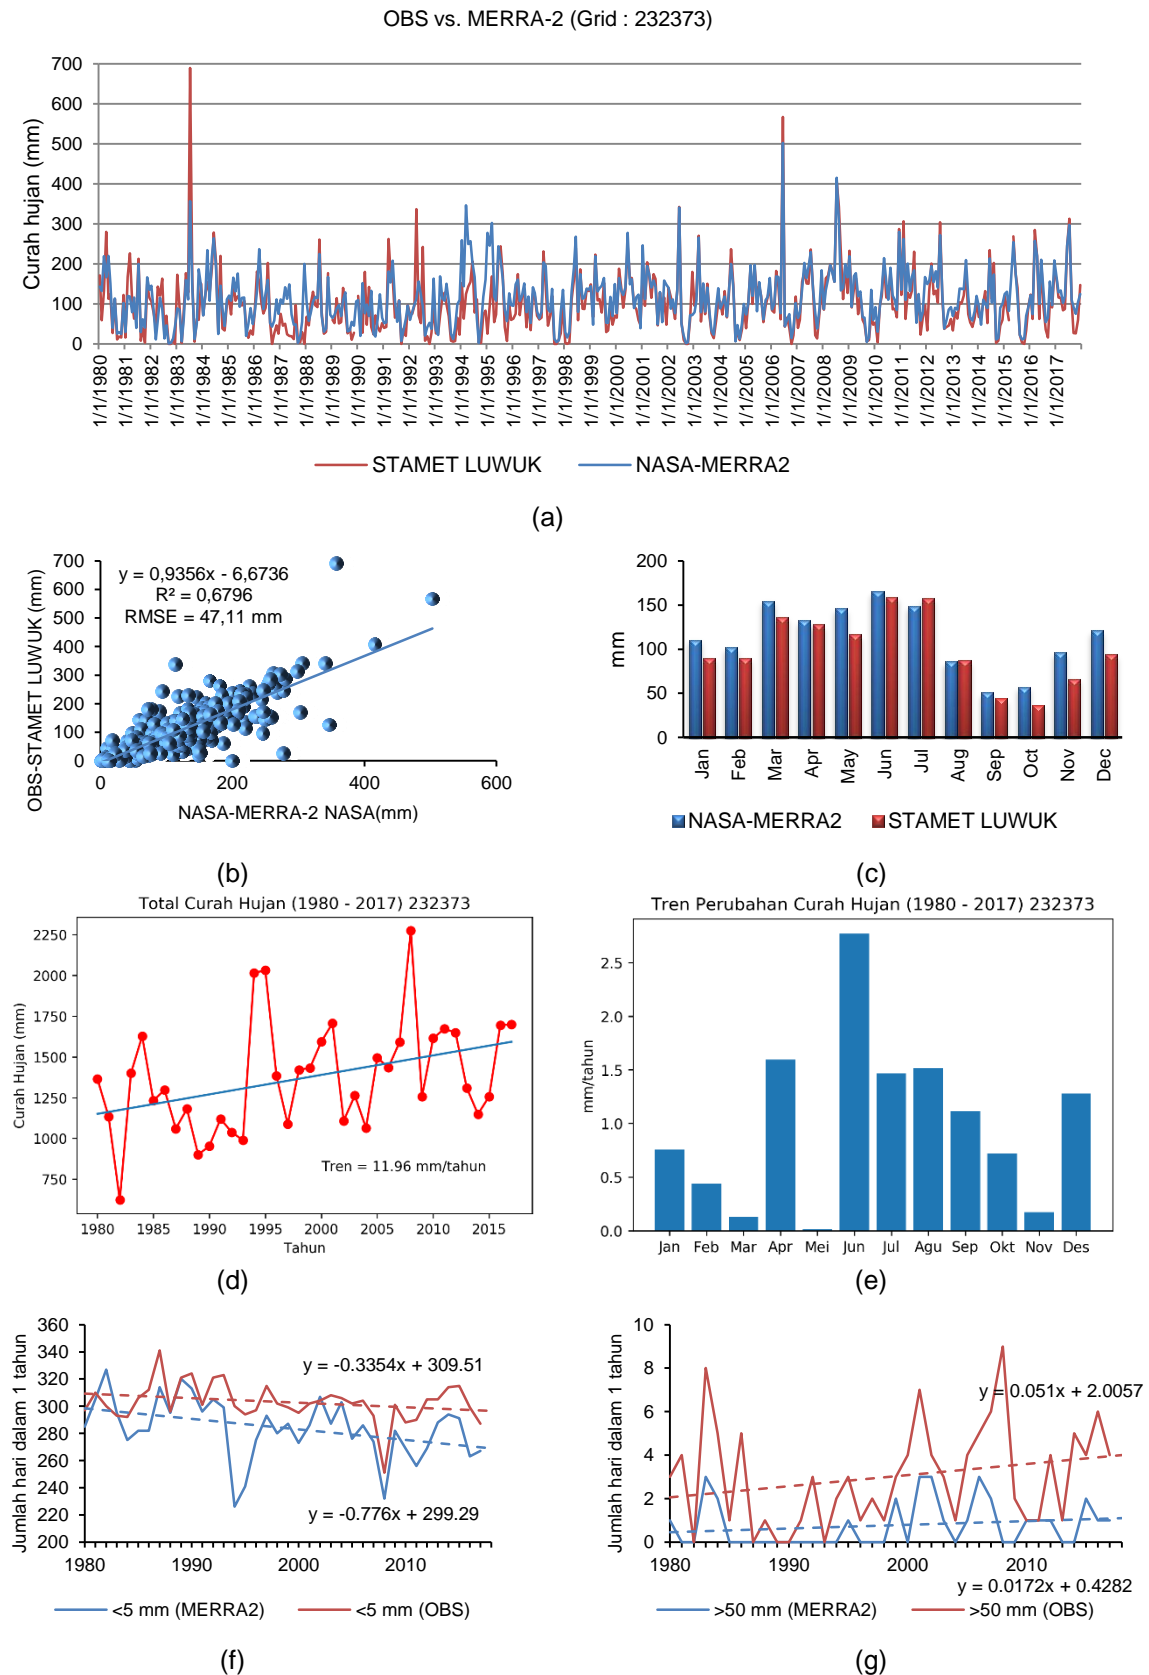 OBS vs. MERRA-2 (Grid : 232373)
Curah hujan (mm)
700
600
500
400
300
200
100
0
1/1/1980
1/1/1981
1/1/1982
1/1/1983
1/1/1984
1/1/1985
1/1/1986
1/1/1987
1/1/1988
1/1/1989
1/1/1990
1/1/1991
1/1/1992
1/1/1993
1/1/1994
1/1/1995
1/1/1996
1/1/1997
1/1/1998
1/1/1999
1/1/2000
1/1/2001
1/1/2002
1/1/2003
1/1/2004
1/1/2005
1/1/2006
1/1/2007
1/1/2008
1/1/2009
1/1/2010
1/1/2011
1/1/2012
1/1/2013
1/1/2014
1/1/2015
1/1/2016
1/1/2017
STAMET LUWUK NASA-MERRA2
(a)
OBS-STAMET LUWUK (mm)
700
600
500
400
300
200
100
0
y = 0,9356x - 6,6736
R² = 0,6796
RMSE = 47,11 mm
0 200 400 600
NASA-MERRA-2 NASA(mm)
(b)
mm
200
150
100
50
0
Jan Feb Mar Apr May Jun Jul Aug Sep Oct Nov Dec
NASA-MERRA2 STAMET LUWUK
(c)
Total Curah Hujan (1980 - 2017) 232373
Curah Hujan (mm)
2250
2000
1750
1500
1250
1000
750
Tren = 11.96 mm/tahun
1980 1985 1990 1995 2000 2005 2010 2015
Tahun
(d)
Tren Perubahan Curah Hujan (1980 - 2017) 232373
mm/tahun
2.5
2.0
1.5
1.0
0.5
0.0
Jan Feb Mar Apr Mei Jun Jul Agu Sep Okt Nov Des
(e)
Jumlah hari dalam 1 tahun
360
340
320
300
280
260
240
220
200
y = -0.3354x + 309.51
y = -0.776x + 299.29
1980 1990 2000 2010
<5 mm (MERRA2) <5 mm (OBS)
(f)
Jumlah hari dalam 1 tahun
10
8
6
4
2
0
y = 0.051x + 2.0057
1980 1990 2000 2010
y = 0.0172x + 0.4282
>50 mm (MERRA2) >50 mm (OBS)
(g)